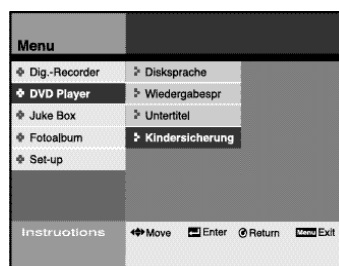 Menu
Dig.-Recorder
DVD Player
Juke Box
Fotoalbum
Set-up
Disksprache
Wiedergabespr
Untertitel
Kindersicherung
Instructions Move Enter Return Menu Exit